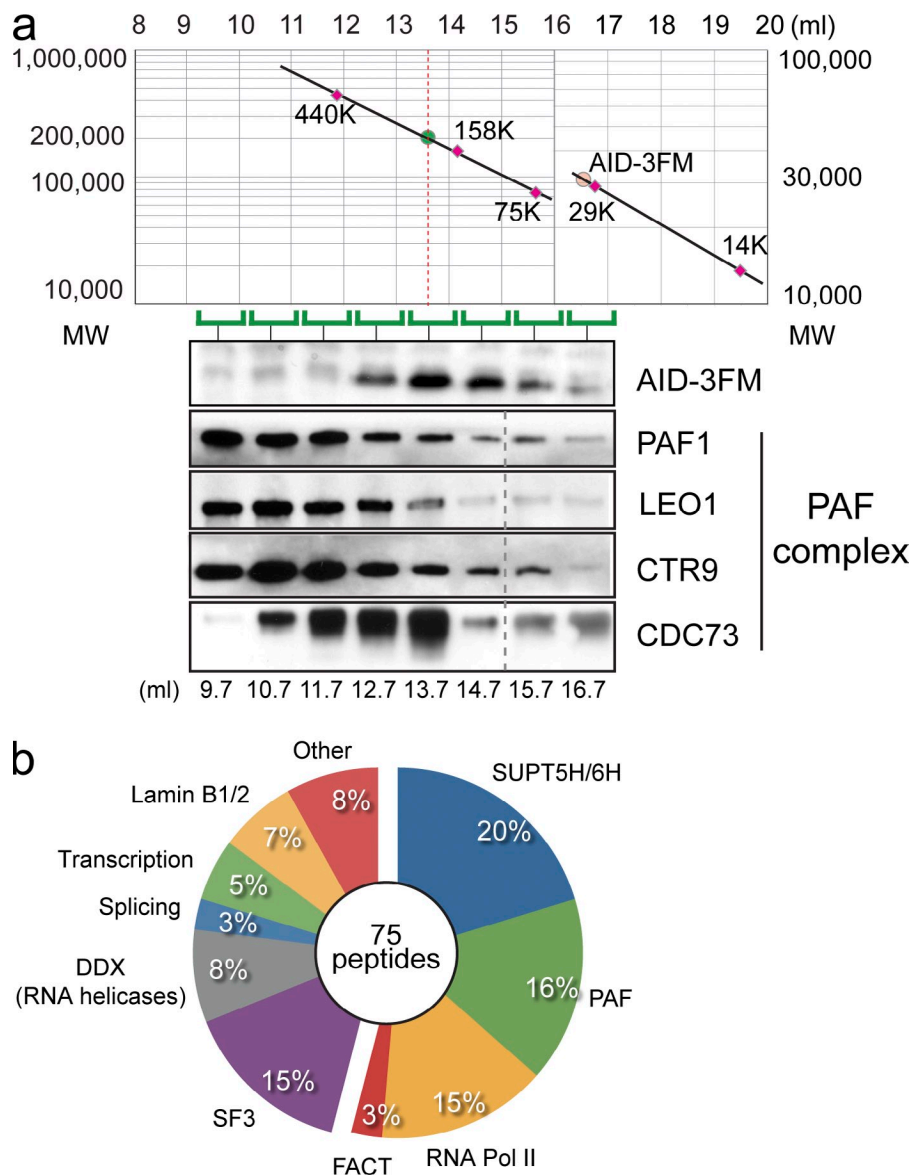 a
8 9 10 11 12 13 14 15 16 17 18 19 20 (ml)
1,000,000
100,000
440K
158K
200,000
AID-3FM
100,000
30,000
75K
29K
14K
10,000
10,000
MW
MW
AID-3FM
PAF1
LEO1
CTR9
CDC73
PAF
complex
(ml) 9.7 10.7 11.7 12.7 13.7 14.7 15.7 16.7
b
Other
SUPT5H/6H
Lamin B1/2
8%
20%
7%
Transcription
5%
Splicing
3%
75
peptides
DDX
(RNA helicases)
8%
16%
PAF
15%
15%
3%
SF3
FACT
RNA Pol II